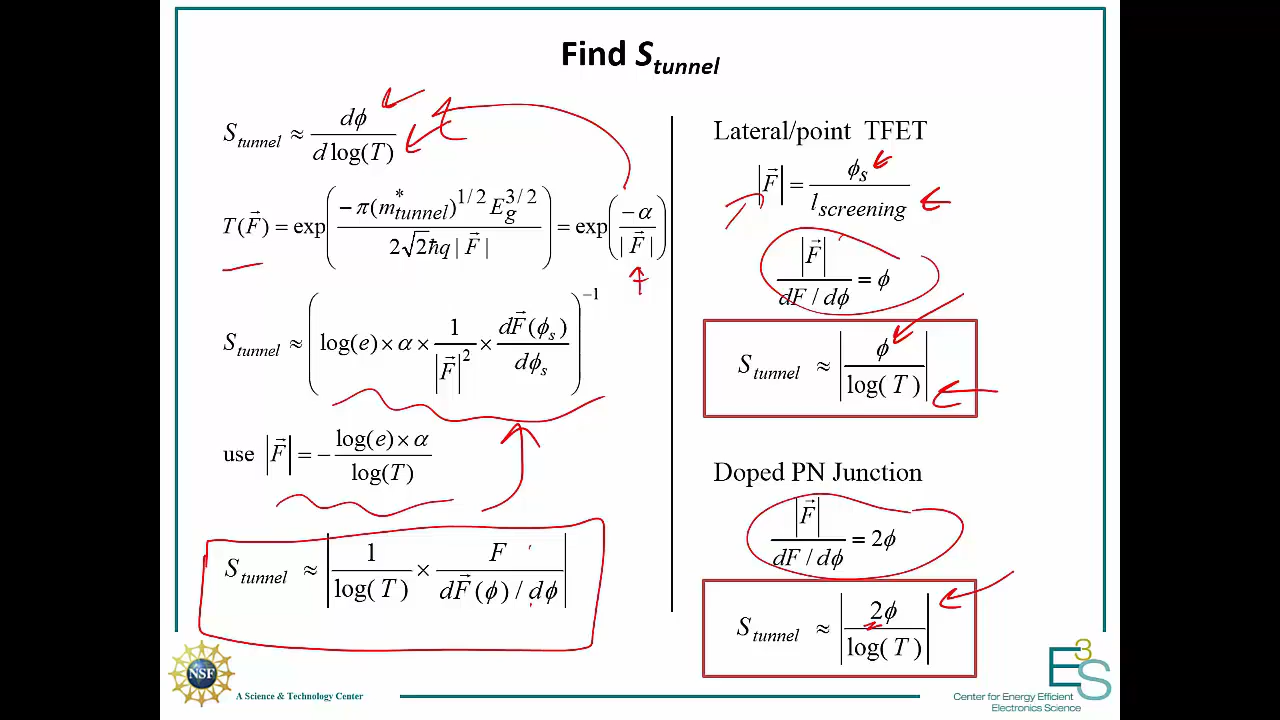 Find S_tunnel
S_tunnel ≈ dϕ / d log(T)
T(F⃗) = exp( −π(m*_tunnel)^1/2 E_g^3/2 / 2√2ħq | F⃗ | ) = exp( −α / | F⃗ | )
S_tunnel ≈ ( log(e) × α × 1 / |F⃗|^2 × dF⃗(ϕ_s) / dϕ_s )^−1
use |F⃗| = − log(e) × α / log(T)
S_tunnel ≈ | 1 / log( T ) × F / dF⃗(ϕ) / dϕ |
Lateral/point TFET
|F⃗| = ϕ_s / l_screening
|F⃗| / dF / dϕ = ϕ
S_tunnel ≈ | ϕ / log( T ) |
Doped PN Junction
|F⃗| / dF / dϕ = 2ϕ
S_tunnel ≈ | 2ϕ / log( T ) |
NSF
A Science & Technology Center
E3S
Center for Energy Efficient
Electronics Science